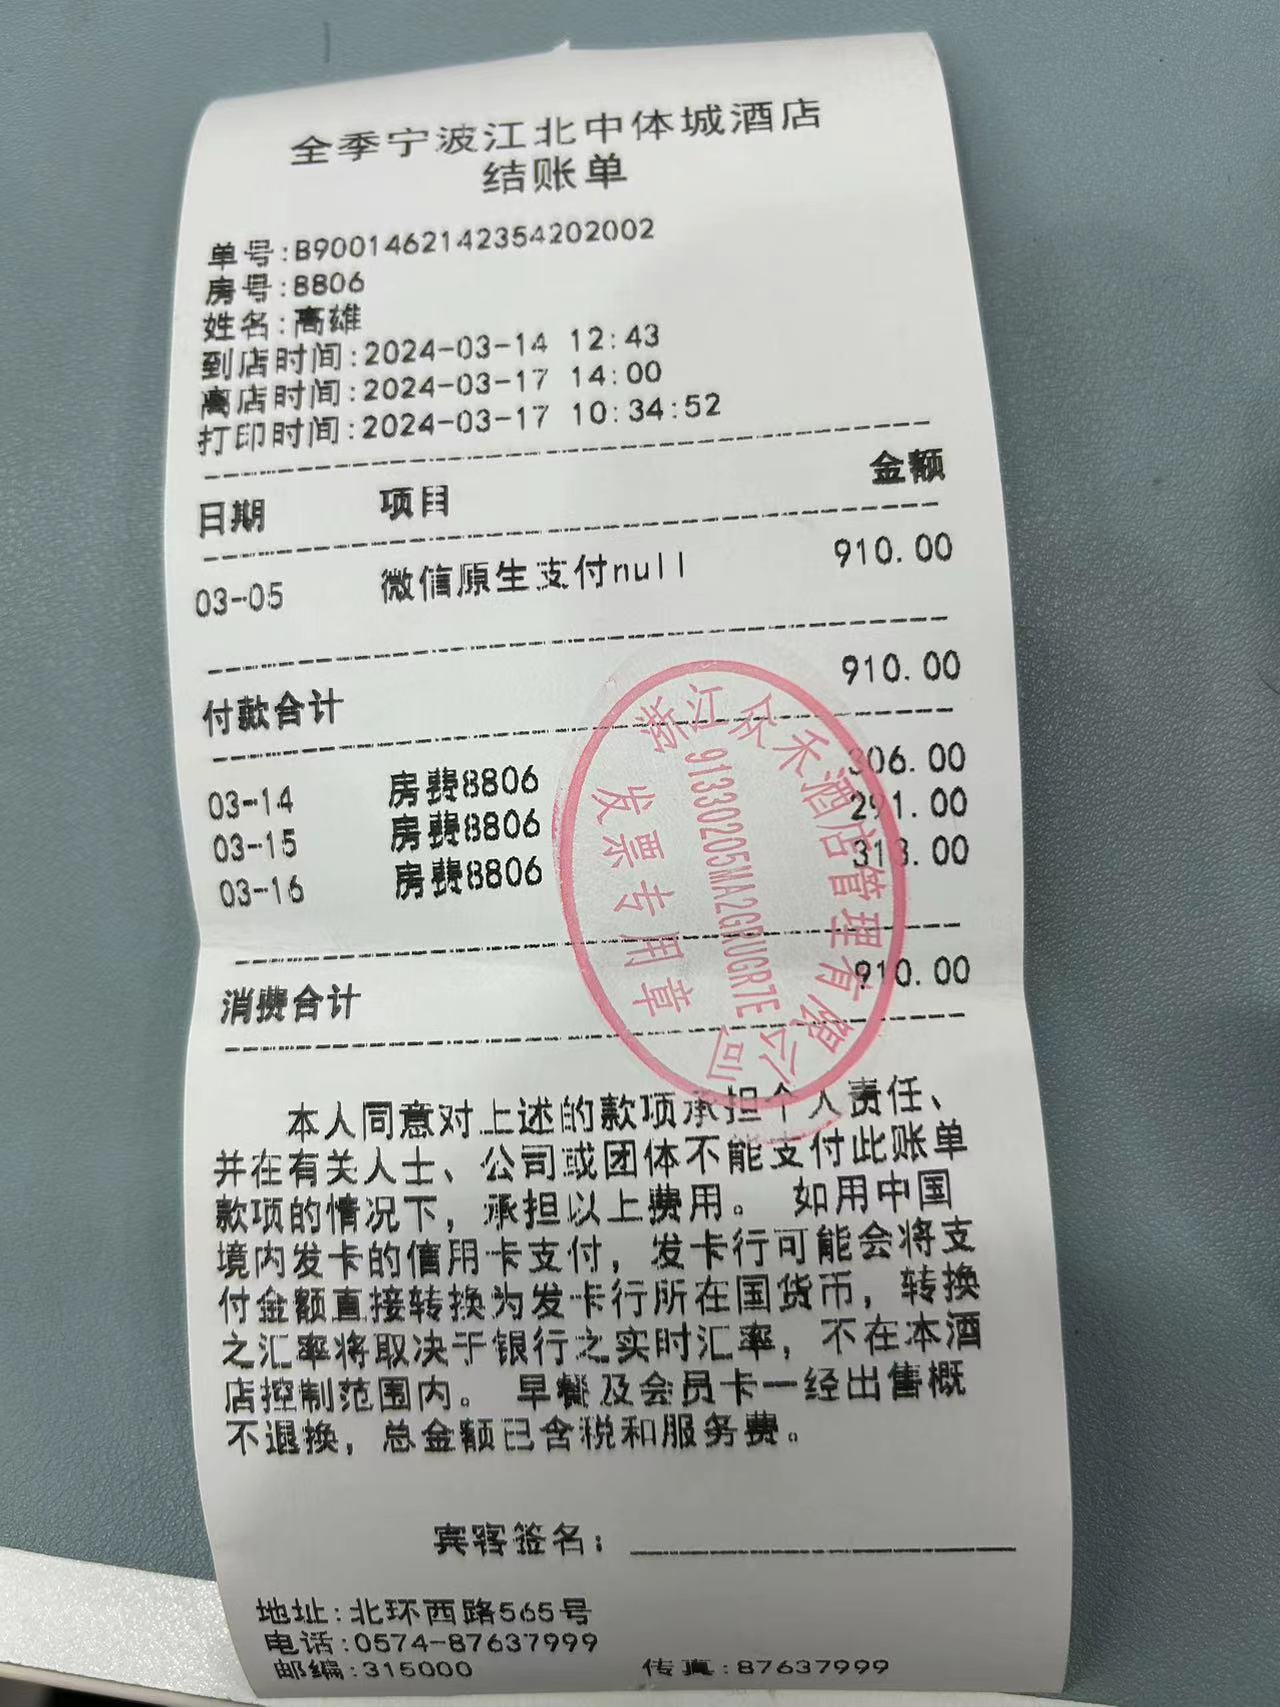 全季宁波江北中体城酒店
结账单
单号:B9001462142354202002
房号:8806
姓名:高雄
到店时间:2024-03-14 12:43
离店时间:2024-03-17 14:00
打印时间:2024-03-17 10:34:52
日期 项目 金额
03-05 微信原生支付null 910.00
付款合计 910.00
03-14 房费8806 306.00
03-15 房费8806 291.00
03-16 房费8806 313.00
消费合计 910.00
浙江众禾酒店管理有限公司
91330205MA2GRUGR7E
发票专用章
本人同意对上述的款项承担个人责任、
并在有关人士、公司或团体不能支付此账单
款项的情况下，承担以上费用。 如用中国
境内发卡的信用卡支付，发卡行可能会将支
付金额直接转换为发卡行所在国货币，转换
之汇率将取决于银行之实时汇率，不在本酒
店控制范围内。 早餐及会员卡一经出售概
不退换，总金额已含税和服务费。
宾客签名：
地址:北环西路565号
电话:0574-87637999
邮编:315000 传真:87637999